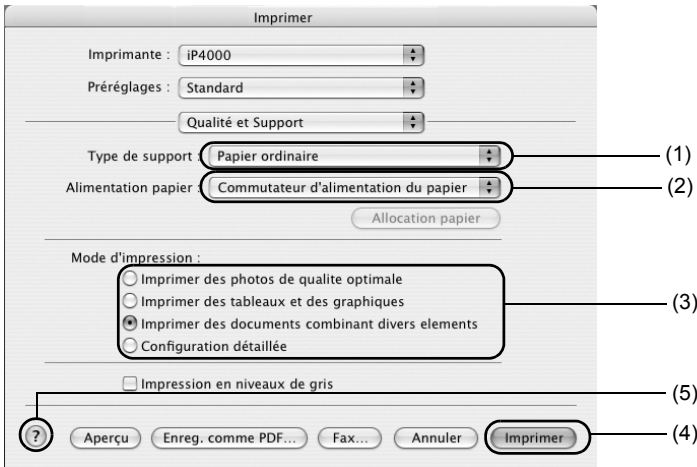 Imprimer
Imprimante : iP4000
Préréglages : Standard
Qualité et Support
Type de support : Papier ordinaire (1)
Alimentation papier : Commutateur d'alimentation du papier (2)
Allocation papier
Mode d'impression :
Imprimer des photos de qualite optimale
Imprimer des tableaux et des graphiques (3)
Imprimer des documents combinant divers elements
Configuration détaillée
Impression en niveaux de gris
(5)
? Aperçu Enreg. comme PDF... Fax... Annuler Imprimer (4)